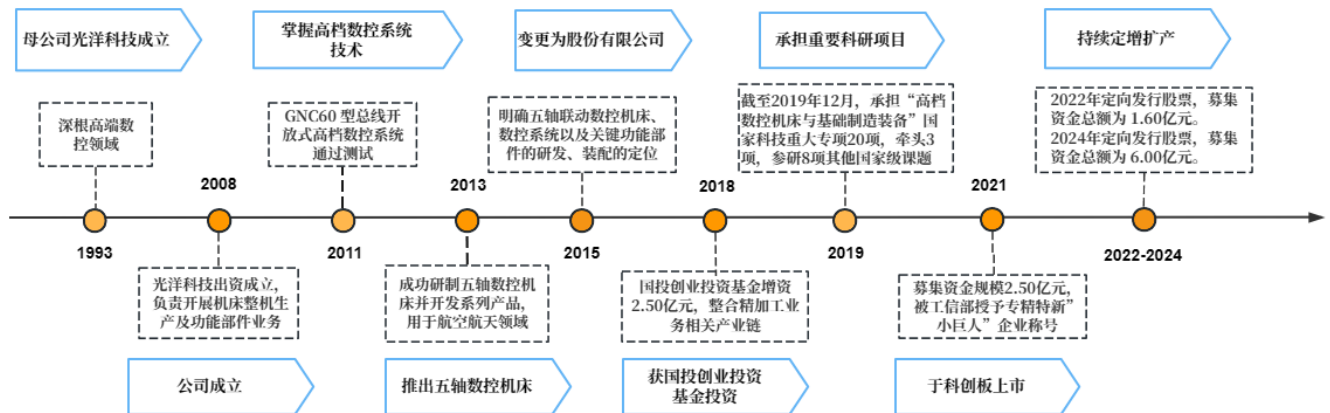 母公司光洋科技成立
掌握高档数控系统
技术
变更为股份有限公司
承担重要科研项目
持续定增扩产
深根高端数
控领域
GNC60 型总线开
放式高档数控系统
通过测试
明确五轴联动数控机床、
数控系统以及关键功能部
件的研发、装配的定位
截至2019年12月，承担“高档
数控机床与基础制造装备”国
家科技重大专项20项，牵头3
项，参研8项其他国家级课题
2022年定向发行股票，募集
资金总额为 1.60亿元。
2024年定向发行股票，募集
资金总额为 6.00亿元。
2008
2013
2018
2021
1993
2011
2015
2019
2022-2024
光洋科技出资成立，
负责开展机床整机生
产及功能部件业务
成功研制五轴数控机
床并开发系列产品，
用于航空航天领域
国投创业投资基金增资
2.50亿元，整合精加工业
务相关产业链
募集资金规模2.50亿元，
被工信部授予专精特新”
小巨人”企业称号
公司成立
推出五轴数控机床
获国投创业投资
基金投资
于科创板上市